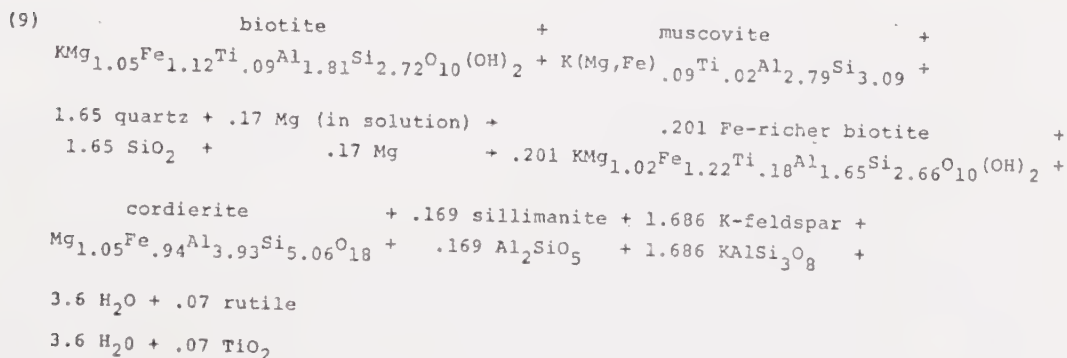 (9)
biotite + muscovite +
KMg1.05Fe1.12Ti.09Al1.81Si2.72O10(OH)2 + K(Mg,Fe).09Ti.02Al2.79Si3.09 +
1.65 quartz + .17 Mg (in solution) → .201 Fe-richer biotite +
1.65 SiO2 + .17 Mg → .201 KMg1.02Fe1.22Ti.18Al1.65Si2.66O10(OH)2 +
cordierite + .169 sillimanite + 1.686 K-feldspar +
Mg1.05Fe.94Al3.93Si5.06O18 + .169 Al2SiO5 + 1.686 KAlSi3O8 +
3.6 H2O + .07 rutile
3.6 H20 + .07 TiO2